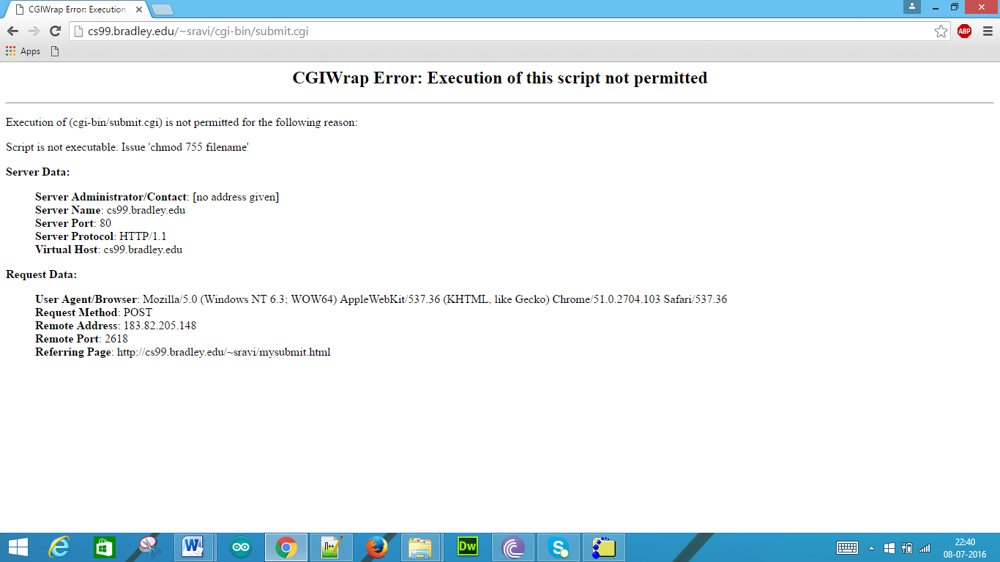 CGIWrap Error: Execution
cs99.bradley.edu/~sravi/cgi-bin/submit.cgi
ABP
Apps
CGIWrap Error: Execution of this script not permitted
Execution of (cgi-bin/submit.cgi) is not permitted for the following reason:
Script is not executable. Issue 'chmod 755 filename'
Server Data:
Server Administrator/Contact: [no address given]
Server Name: cs99.bradley.edu
Server Port: 80
Server Protocol: HTTP/1.1
Virtual Host: cs99.bradley.edu
Request Data:
User Agent/Browser: Mozilla/5.0 (Windows NT 6.3; WOW64) AppleWebKit/537.36 (KHTML, like Gecko) Chrome/51.0.2704.103 Safari/537.36
Request Method: POST
Remote Address: 183.82.205.148
Remote Port: 2618
Referring Page: http://cs99.bradley.edu/~sravi/mysubmit.html
Dw
22:40
08-07-2016